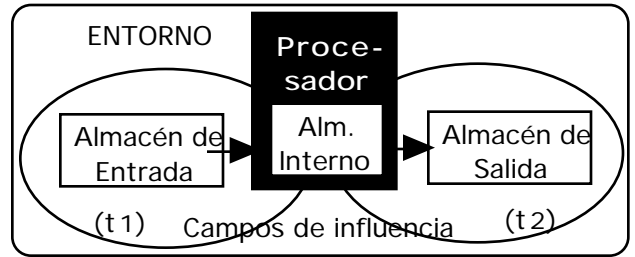 ENTORNO
Proce-
sador
Almacén de
Entrada
Alm.
Interno
Almacén de
Salida
(t1)
Campos de influencia
(t2)